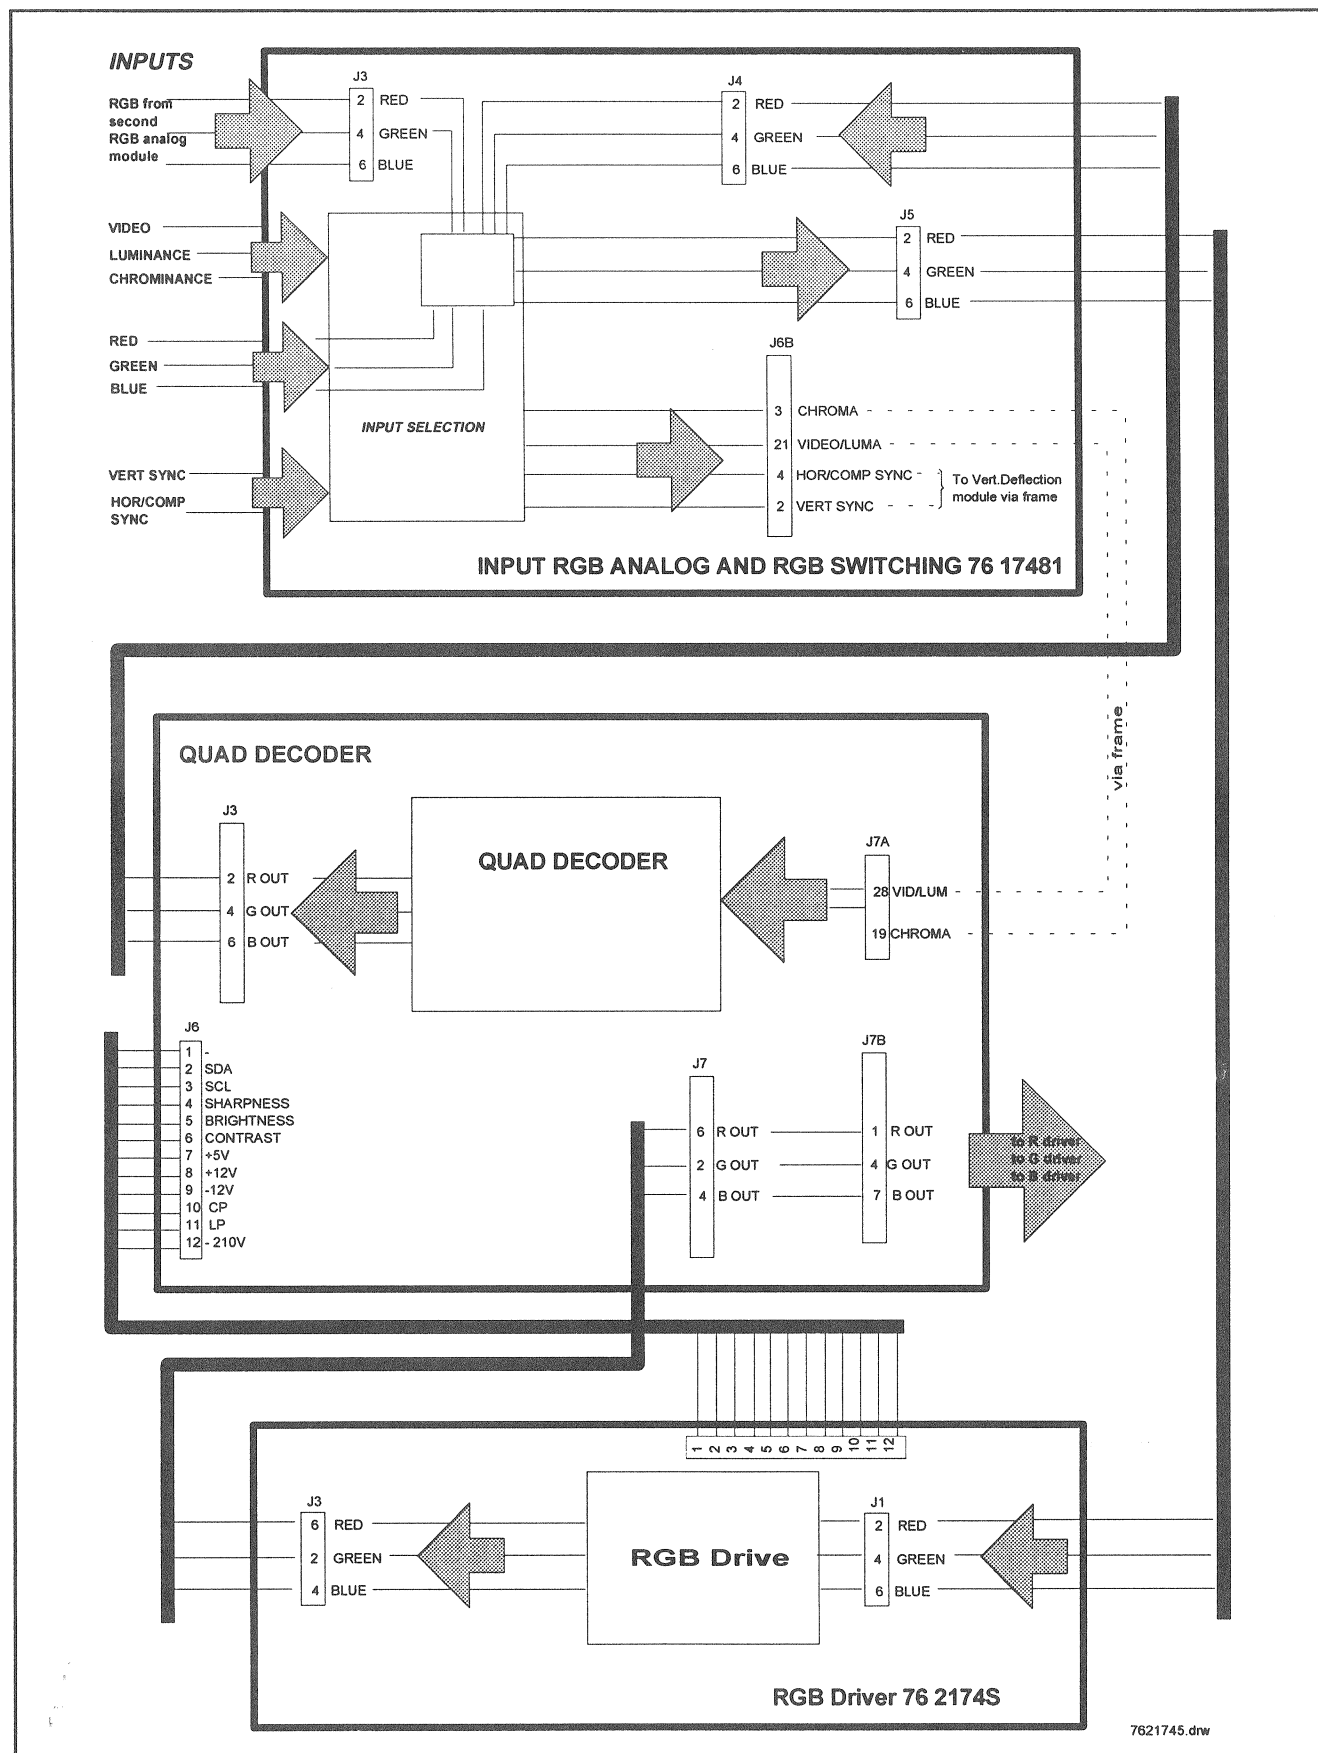 INPUTS
RGB from
second
RGB analog
module
J3
2 RED
4 GREEN
6 BLUE
J4
2 RED
4 GREEN
6 BLUE
VIDEO
LUMINANCE
CHROMINANCE
J5
2 RED
4 GREEN
6 BLUE
RED
GREEN
BLUE
INPUT SELECTION
J6B
3 CHROMA
21 VIDEO/LUMA
4 HOR/COMP SYNC
2 VERT SYNC
To Vert.Deflection
module via frame
VERT SYNC
HOR/COMP
SYNC
INPUT RGB ANALOG AND RGB SWITCHING 76 17481
via frame
QUAD DECODER
J3
2 R OUT
4 G OUT
6 B OUT
QUAD DECODER
J7A
28 VID/LUM
19 CHROMA
J6
1 -
2 SDA
3 SCL
4 SHARPNESS
5 BRIGHTNESS
6 CONTRAST
7 +5V
8 +12V
9 -12V
10 CP
11 LP
12 - 210V
J7
6 R OUT
2 G OUT
4 B OUT
J7B
1 R OUT
4 G OUT
7 B OUT
to R driver
to G driver
to B driver
1 2 3 4 5 6 7 8 9 10 11 12
J3
6 RED
2 GREEN
4 BLUE
RGB Drive
J1
2 RED
4 GREEN
6 BLUE
RGB Driver 76 2174S
7621745.drw